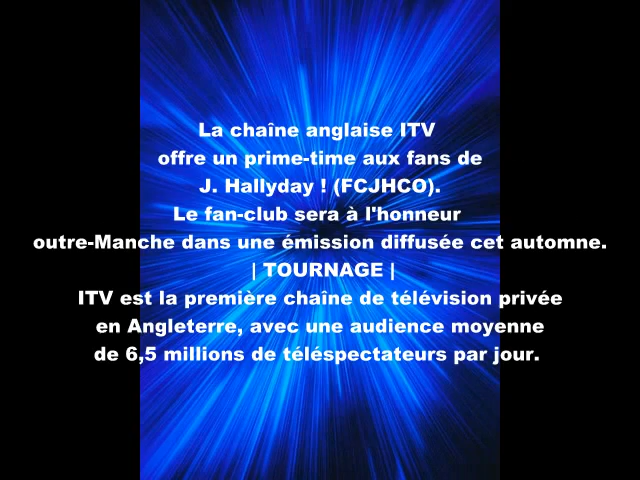 La chaîne anglaise ITV
offre un prime-time aux fans de
J. Hallyday ! (FCJHCO).
Le fan-club sera à l'honneur
outre-Manche dans une émission diffusée cet automne.
| TOURNAGE |
ITV est la première chaîne de télévision privée
en Angleterre, avec une audience moyenne
de 6,5 millions de téléspectateurs par jour.